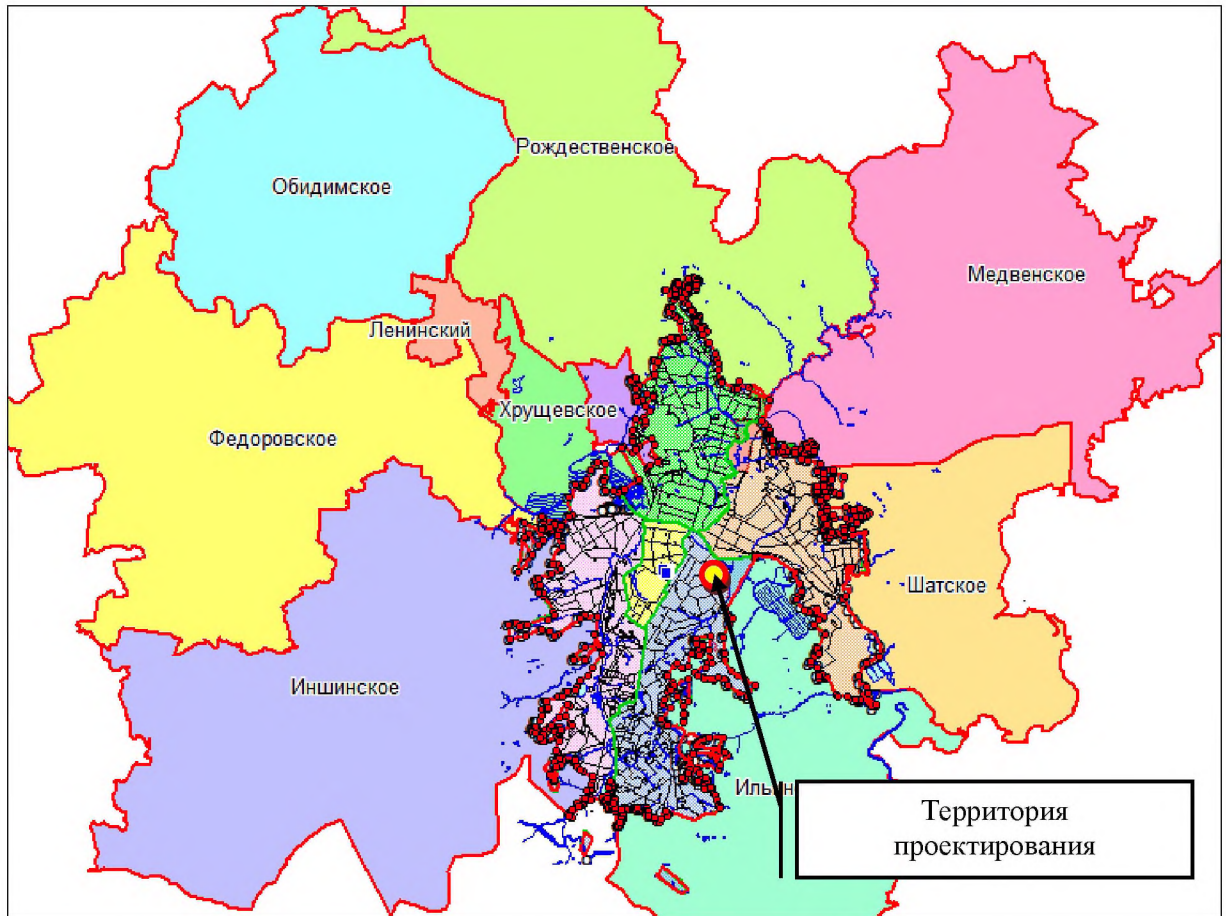 Рождественское
Обидимское
Медвенское
Ленинский
Хрущевское
Федоровское
Шатское
Иншинское
Территория
проектирования